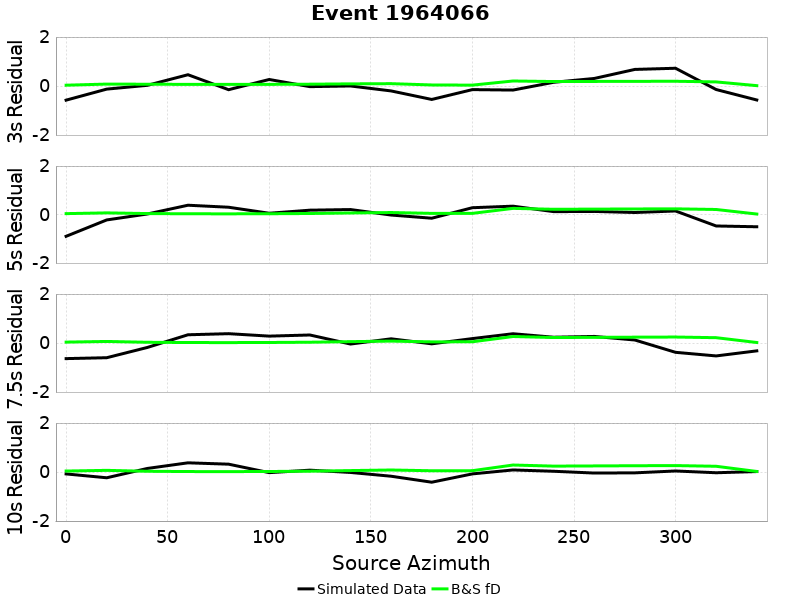 Event 1964066
3s Residual
2
0
-2
5s Residual
2
0
-2
7.5s Residual
2
0
-2
10s Residual
2
0
-2
0 50 100 150 200 250 300
Source Azimuth
Simulated Data B&S fD